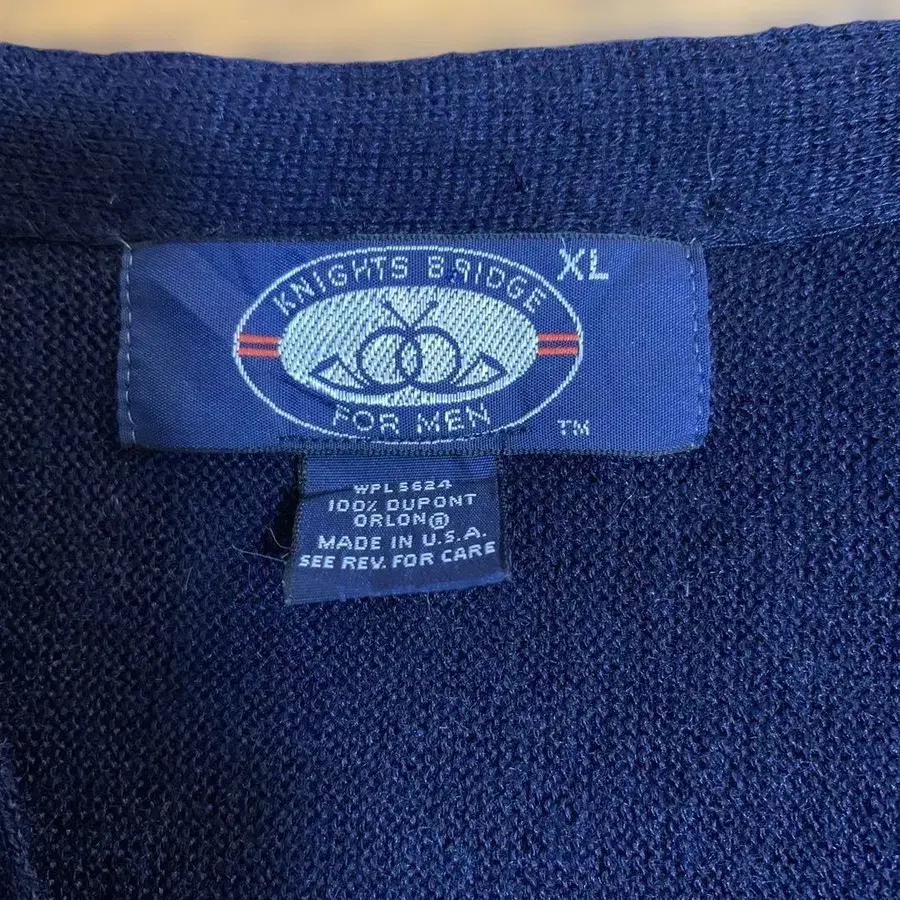 KNIGHTS BRIDGE
XL
FOR MEN
TM
WPL 5624
100% DUPONT
ORLON®
MADE IN U.S.A.
SEE REV. FOR CARE